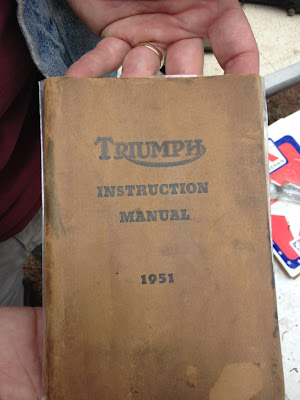 TRIUMPH
INSTRUCTION
MANUAL
1951